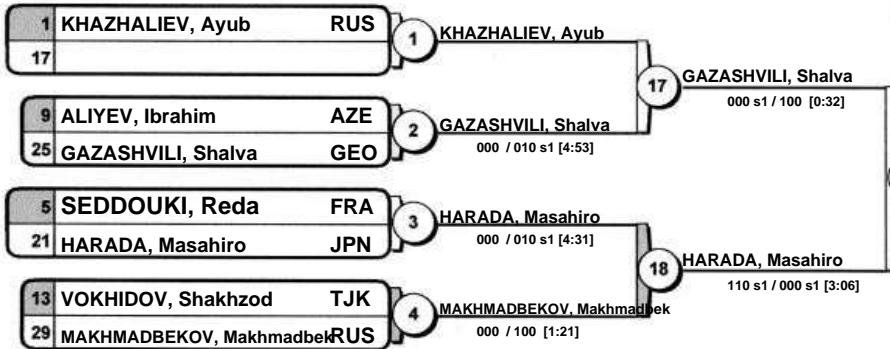 1 KHAZHALIEV, Ayub RUS
17
1 KHAZHALIEV, Ayub
9 ALIYEV, Ibrahim AZE
25 GAZASHVILI, Shalva GEO
2 GAZASHVILI, Shalva
000 / 010 s1 [4:53]
17 GAZASHVILI, Shalva
000 s1 / 100 [0:32]
5 SEDDOUKI, Reda FRA
21 HARADA, Masahiro JPN
3 HARADA, Masahiro
000 / 010 s1 [4:31]
13 VOKHIDOV, Shakhzod TJK
29 MAKHMADBEKOV, Makhmadbek RUS
4 MAKHMADBEKOV, Makhmadbek
000 / 100 [1:21]
18 HARADA, Masahiro
110 s1 / 000 s1 [3:06]